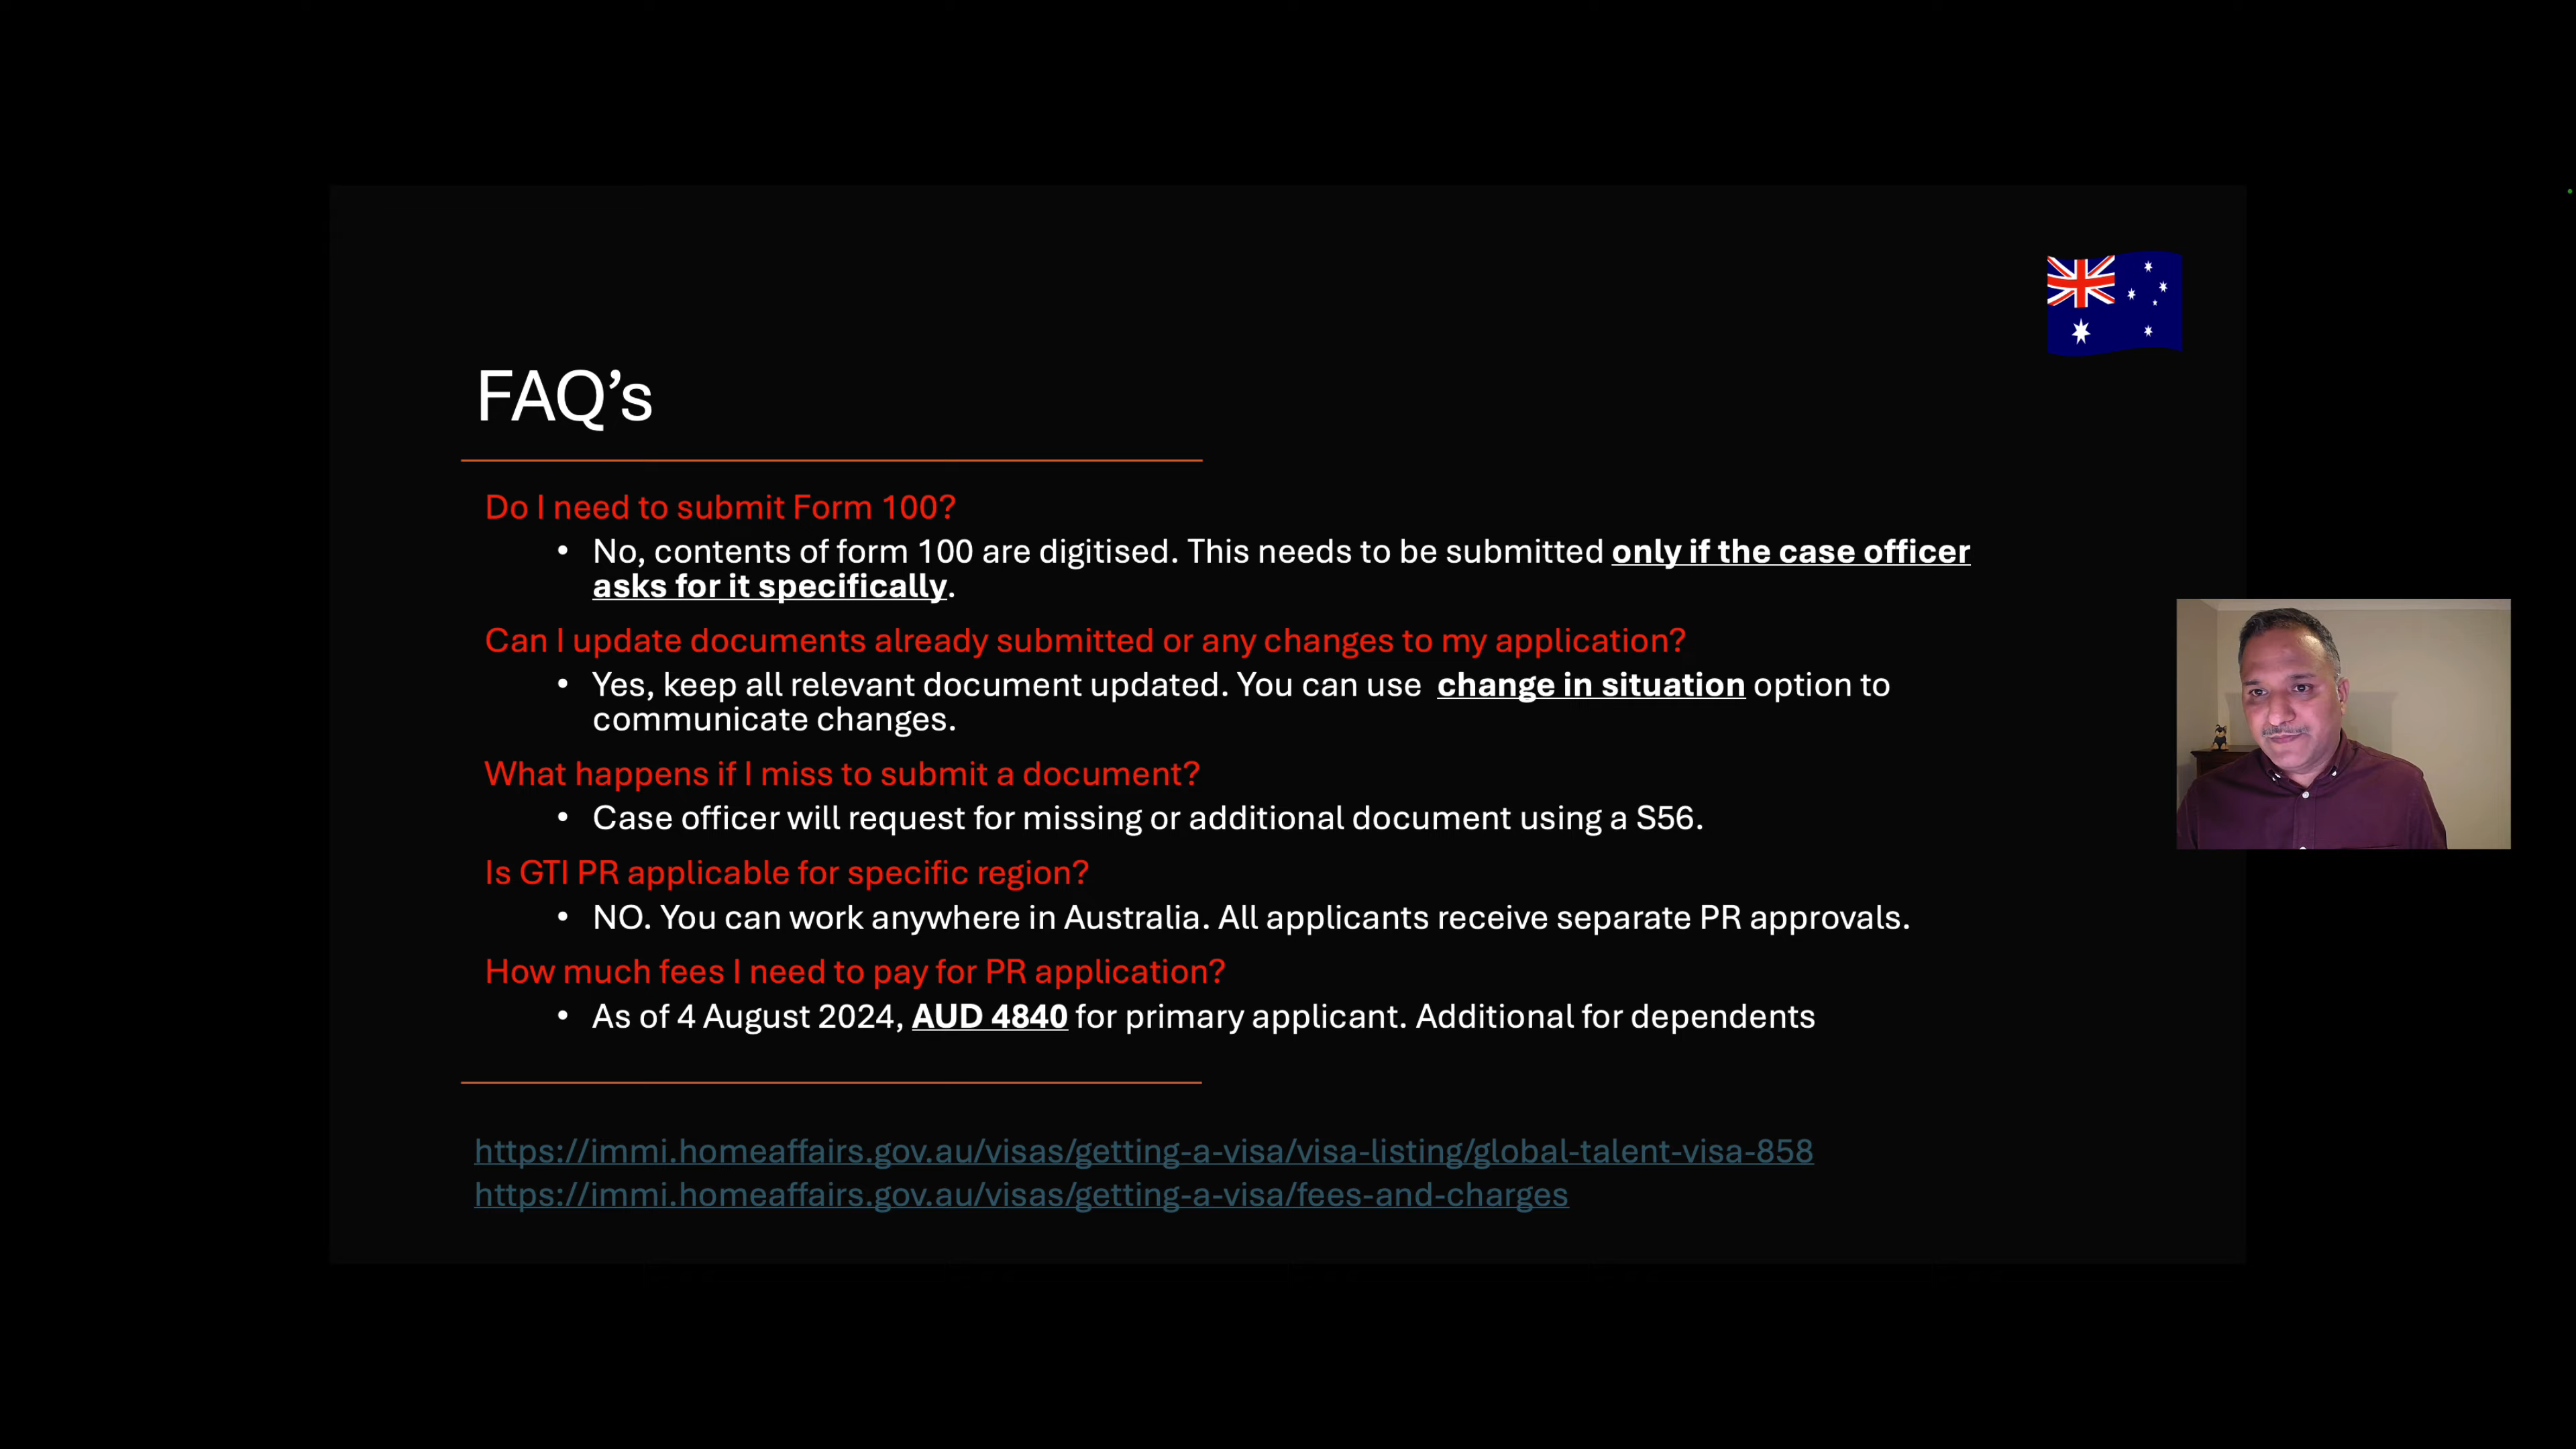 FAQ’s
Do I need to submit Form 100?
• No, contents of form 100 are digitised. This needs to be submitted only if the case officer
asks for it specifically.
Can I update documents already submitted or any changes to my application?
• Yes, keep all relevant document updated. You can use change in situation option to
communicate changes.
What happens if I miss to submit a document?
• Case officer will request for missing or additional document using a S56.
Is GTI PR applicable for specific region?
• NO. You can work anywhere in Australia. All applicants receive separate PR approvals.
How much fees I need to pay for PR application?
• As of 4 August 2024, AUD 4840 for primary applicant. Additional for dependents
https://immi.homeaffairs.gov.au/visas/getting-a-visa/visa-listing/global-talent-visa-858
https://immi.homeaffairs.gov.au/visas/getting-a-visa/fees-and-charges